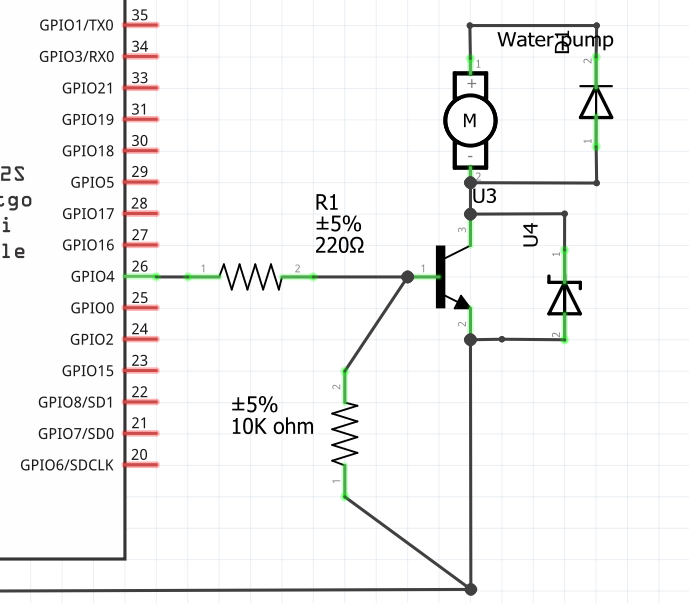 GPIO1/TX0 35
GPIO3/RX0 34
GPIO21 33
GPIO19 31
GPIO18 30
GPIO5 29
GPIO17 28
GPIO16 27
GPIO4 26
GPIO0 25
GPIO2 24
GPIO15 23
GPIO8/SD1 22
GPIO7/SD0 21
GPIO6/SDCLK 20
2S
tgo
i
le
R1
±5%
220Ω
1
2
±5%
10K ohm
2
1
Water pump
D1
1
+
M
-
2
2
1
U3
3
1
2
U4
1
2